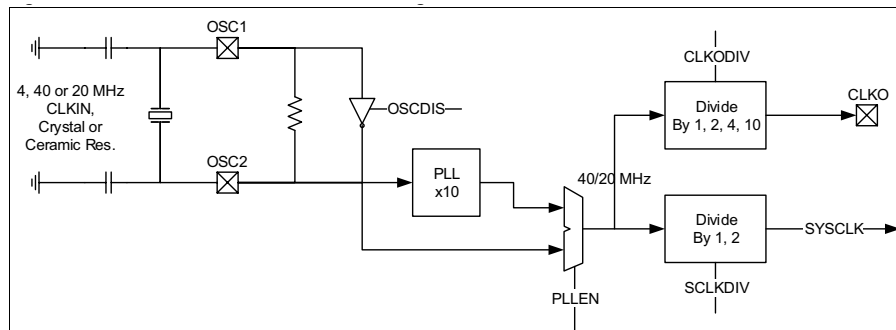 OSC1
CLKODIV
4, 40 or 20 MHz
CLKIN,
Crystal or
Ceramic Res.
OSCDIS
Divide
By 1, 2, 4, 10
CLKO
OSC2
PLL
x10
40/20 MHz
Divide
By 1, 2
SYSCLK
PLLEN
SCLKDIV